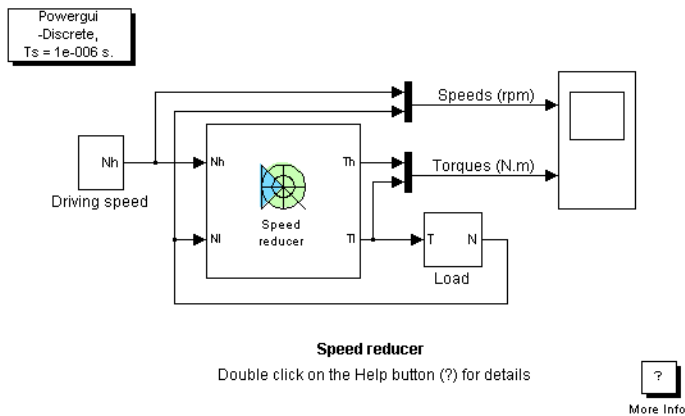 Powergui
-Discrete,
Ts = 1e-006 s.
Speeds (rpm)
Nh
Driving speed
Nh
Th
Torques (N.m)
Speed
reducer
Nl
Tl
T
N
Load
Speed reducer
Double click on the Help button (?) for details
?
More Info